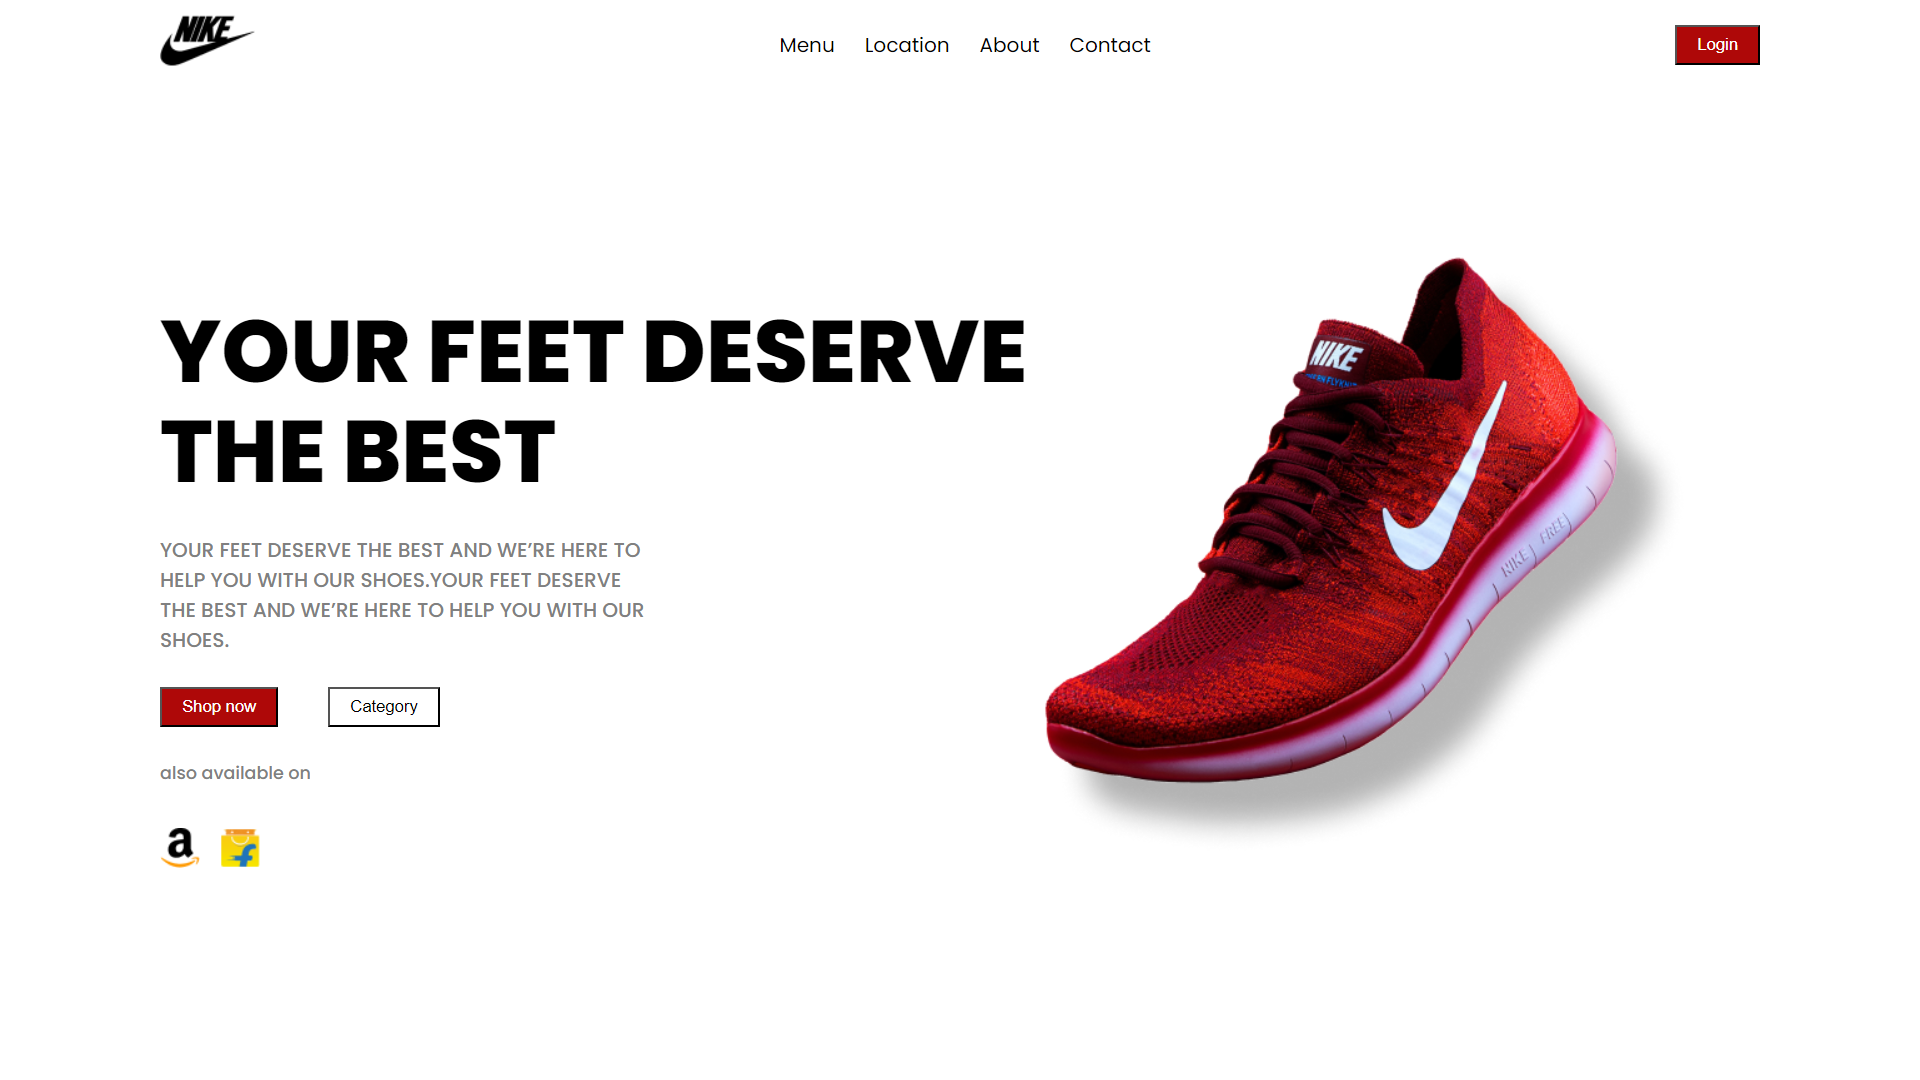 NIKE
Menu Location About Contact
Login
YOUR FEET DESERVE
THE BEST
YOUR FEET DESERVE THE BEST AND WE’RE HERE TO
HELP YOU WITH OUR SHOES.YOUR FEET DESERVE
THE BEST AND WE’RE HERE TO HELP YOU WITH OUR
SHOES.
Shop now
Category
also available on
a
f
NIKE
NIKE FREE